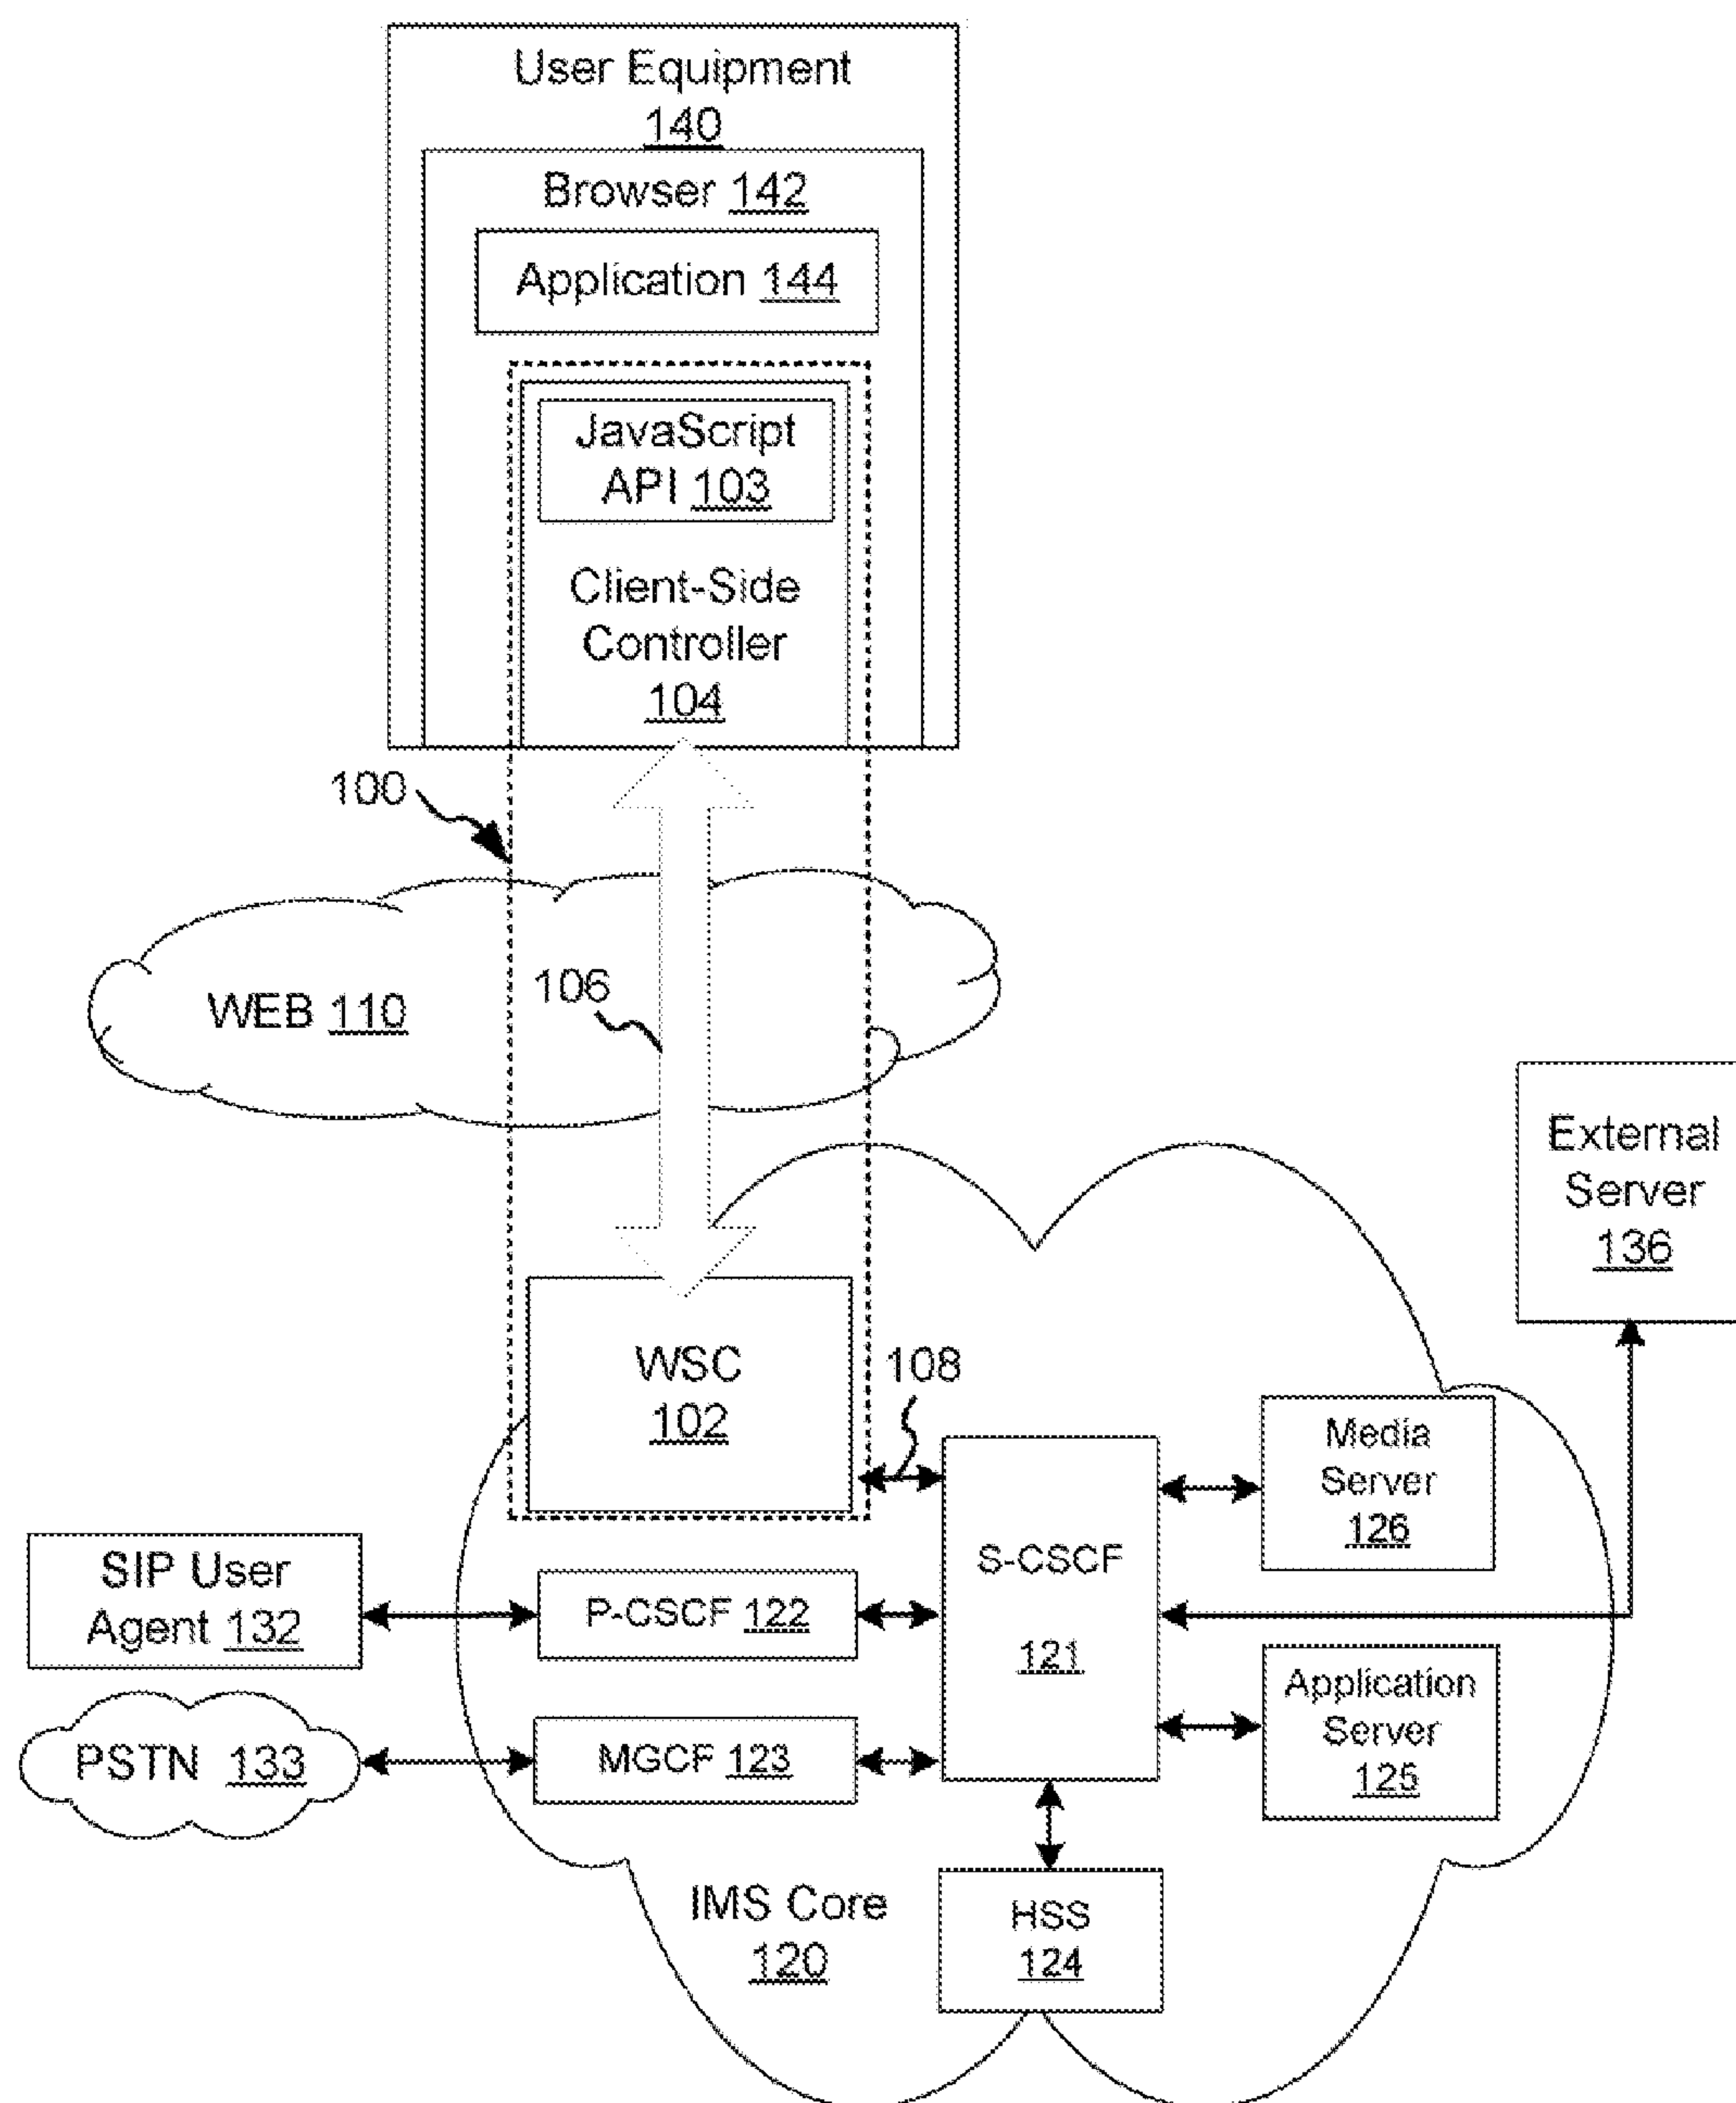 User Equipment
140
Browser 142
Application 144
JavaScript
API 103
Client-Side
Controller
104
100
106
WEB 110
External
Server
136
WSC
102
108
Media
Server
126
S-CSCF
121
SIP User
Agent 132
P-CSCF 122
Application
Server
125
PSTN 133
MGCF 123
IMS Core
120
HSS
124